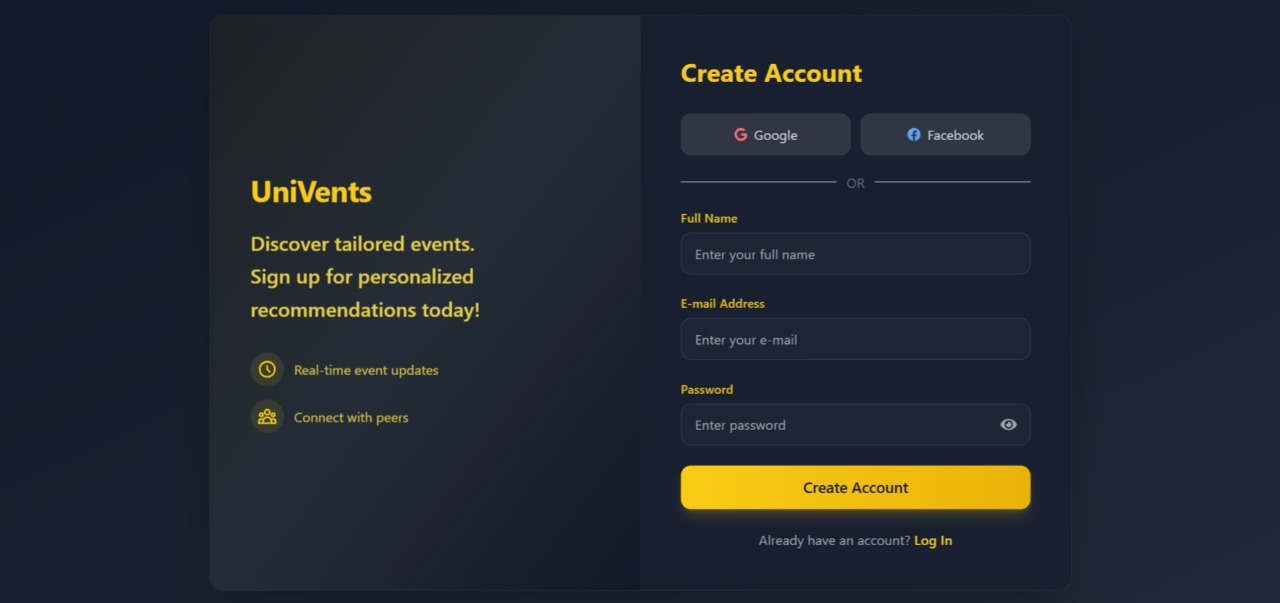 UniVents
Discover tailored events.
Sign up for personalized
recommendations today!
Real-time event updates
Connect with peers
Create Account
Google
Facebook
OR
Full Name
Enter your full name
E-mail Address
Enter your e-mail
Password
Enter password
Create Account
Already have an account? Log In